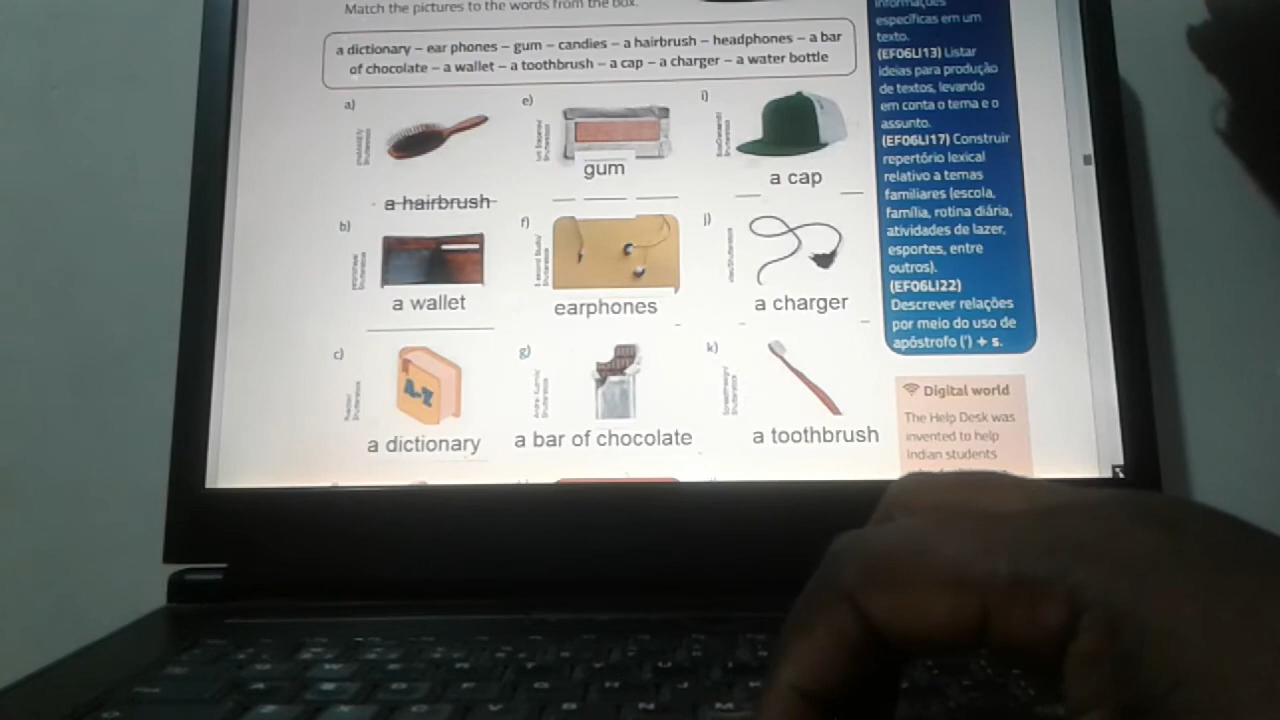 Match the pictures to the words from the box.
a dictionary – ear phones – gum – candies – a hairbrush – headphones – a bar
of chocolate – a wallet – a toothbrush – a cap – a charger – a water bottle
a)
a hairbrush
b)
a wallet
c)
a dictionary
e)
gum
f)
earphones
g)
a bar of chocolate
i)
a cap
j)
a charger
k)
a toothbrush
informações
específicas em um
texto.
(EF06LI13) Listar
ideias para produção
de textos, levando
em conta o tema e o
assunto.
(EF06LI17) Construir
repertório lexical
relativo a temas
familiares (escola,
família, rotina diária,
atividades de lazer,
esportes, entre
outros).
(EF06LI22)
Descrever relações
por meio do uso de
apóstrofo (') + s.
Digital world
The Help Desk was
invented to help
Indian students